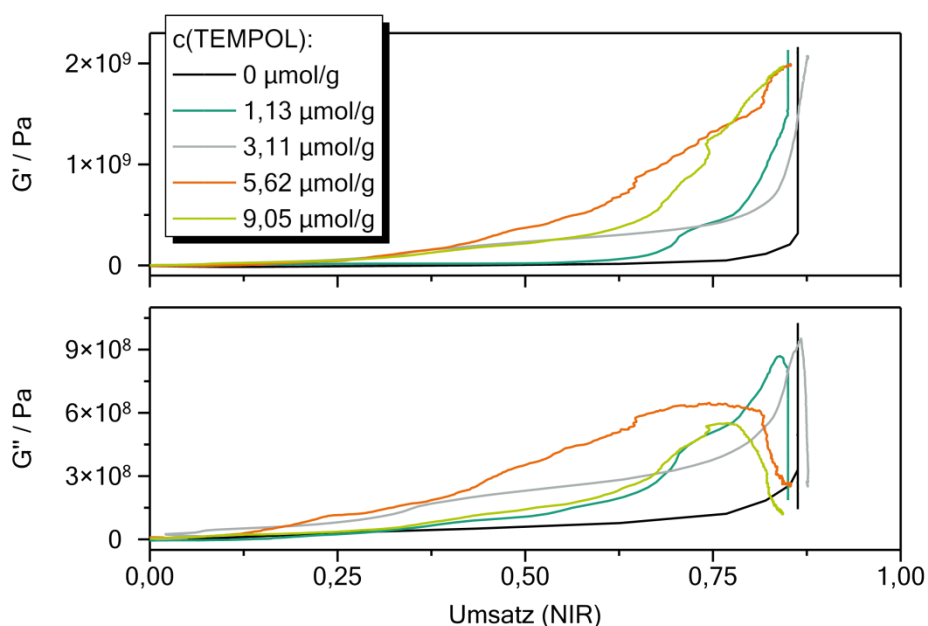 c(TEMPOL):
0 µmol/g
1,13 µmol/g
3,11 µmol/g
5,62 µmol/g
9,05 µmol/g
2×10⁹
1×10⁹
0
G' / Pa
9×10⁸
6×10⁸
3×10⁸
0
G'' / Pa
0,00 0,25 0,50 0,75 1,00
Umsatz (NIR)